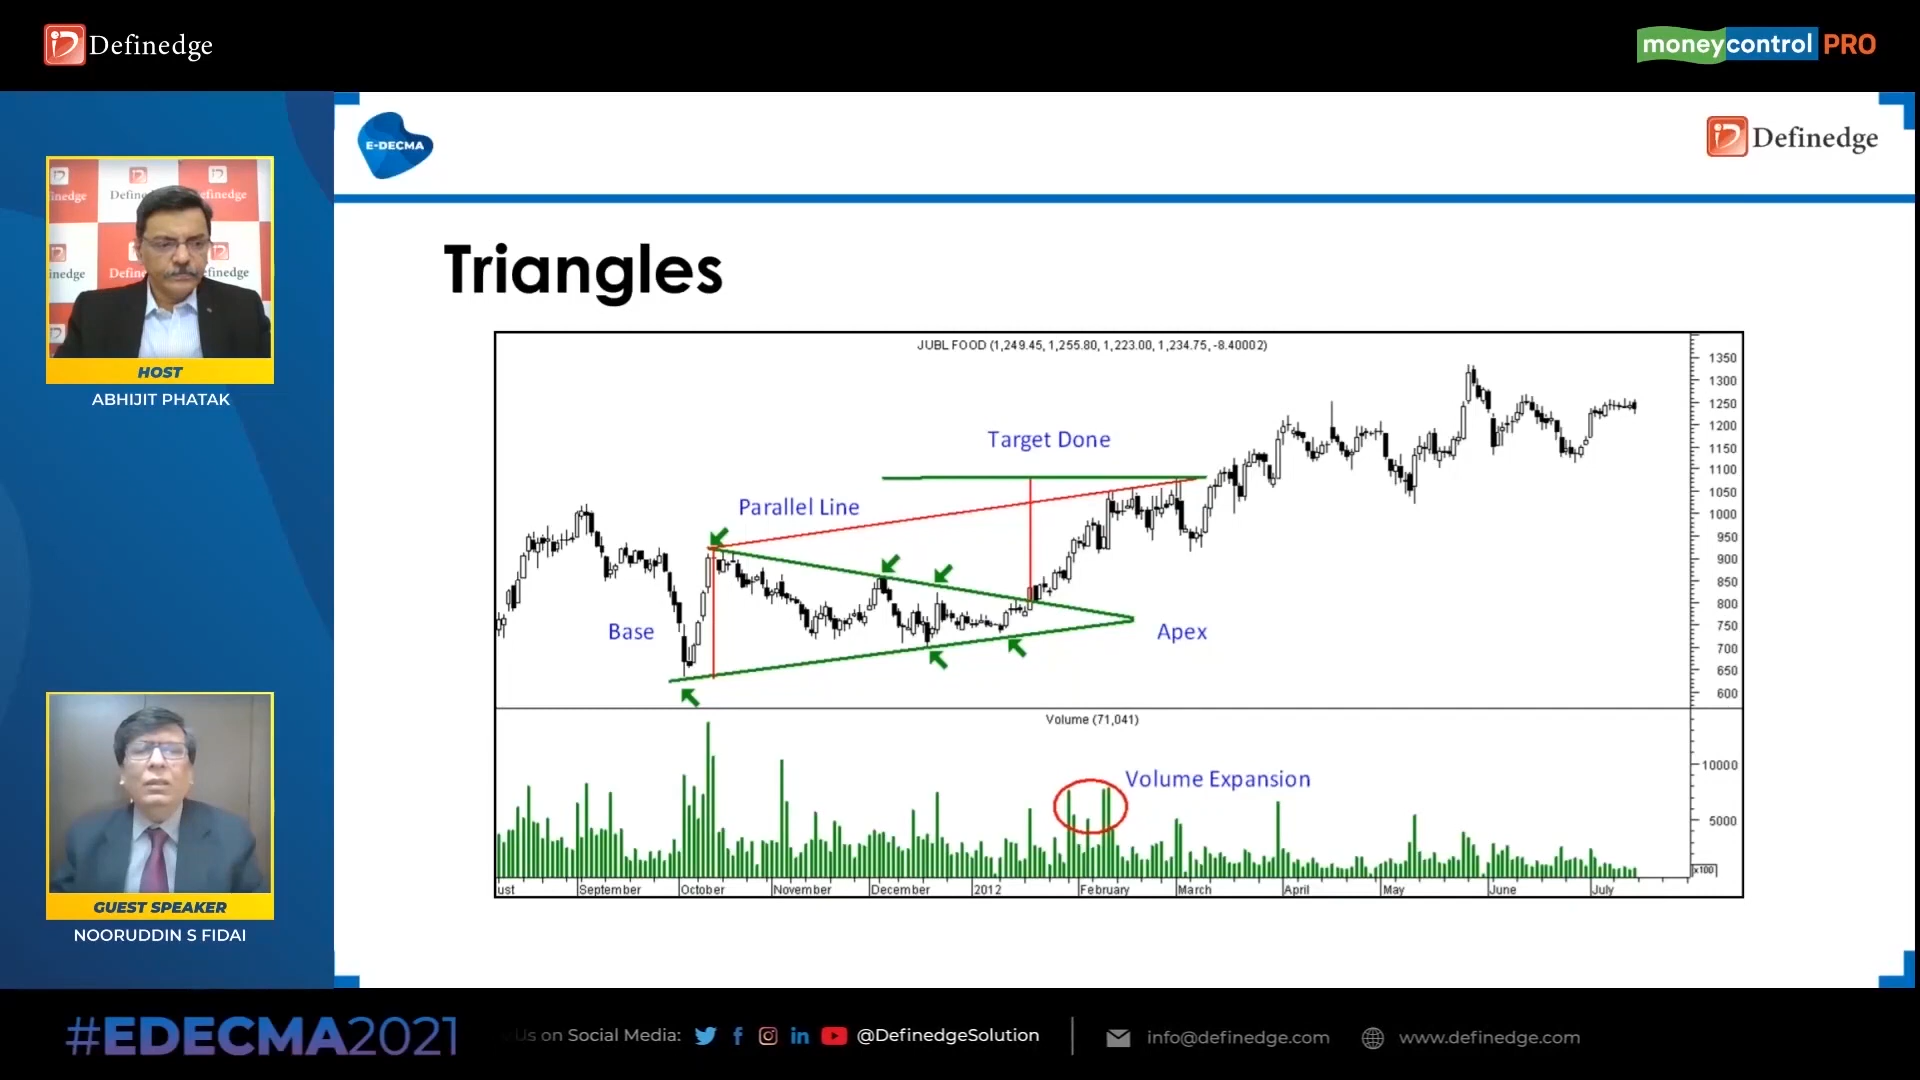 Definedge
moneycontrol PRO
E-DECMA
Definedge
Triangles
JUBL FOOD (1,249.45, 1,255.80, 1,223.00, 1,234.75, -8.40002)
Target Done
Parallel Line
Base
Apex
1350
1300
1250
1200
1150
1100
1050
1000
950
900
850
800
750
700
650
600
Volume (71,041)
Volume Expansion
10000
5000
x100
ust September October November December 2012 February March April May June July
HOST
ABHIJIT PHATAK
GUEST SPEAKER
NOORUDDIN S FIDAI
#EDECMA2021
Us on Social Media: @DefinedgeSolution
info@definedge.com
www.definedge.com